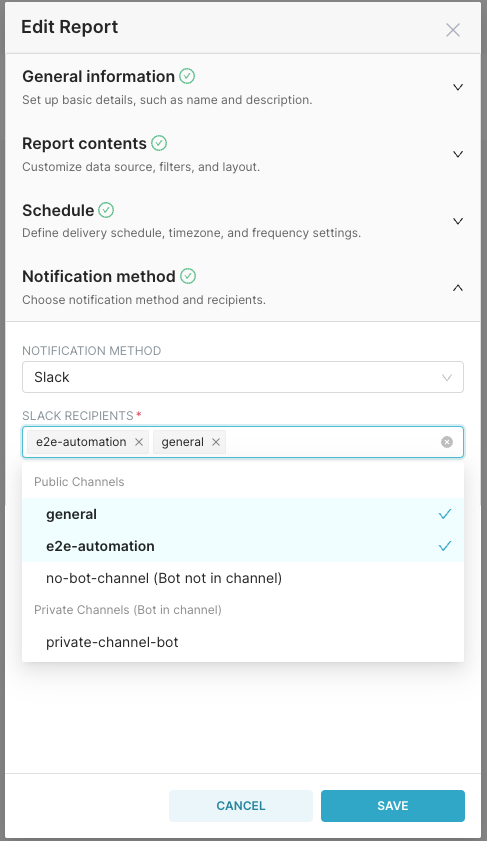 Edit Report
General information
Set up basic details, such as name and description.
Report contents
Customize data source, filters, and layout.
Schedule
Define delivery schedule, timezone, and frequency settings.
Notification method
Choose notification method and recipients.
NOTIFICATION METHOD
Slack
SLACK RECIPIENTS*
e2e-automation general
Public Channels
general
e2e-automation
no-bot-channel (Bot not in channel)
Private Channels (Bot in channel)
private-channel-bot
CANCEL SAVE